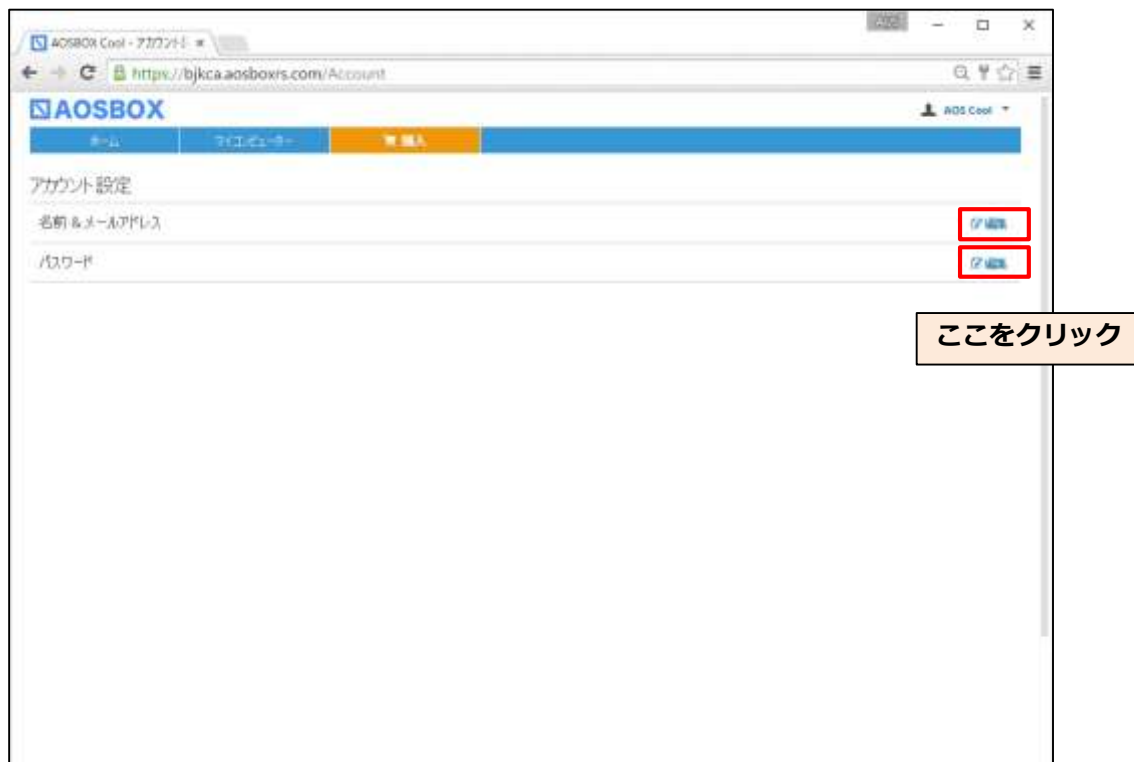 AOS
AOSBOX Cool - アカウント
https://bjkca.aosboxrs.com/Account
AOSBOX
AOS Cool
ホーム
マイコンピューター
購入
アカウント設定
名前 & メールアドレス
編集
パスワード
編集
ここをクリック